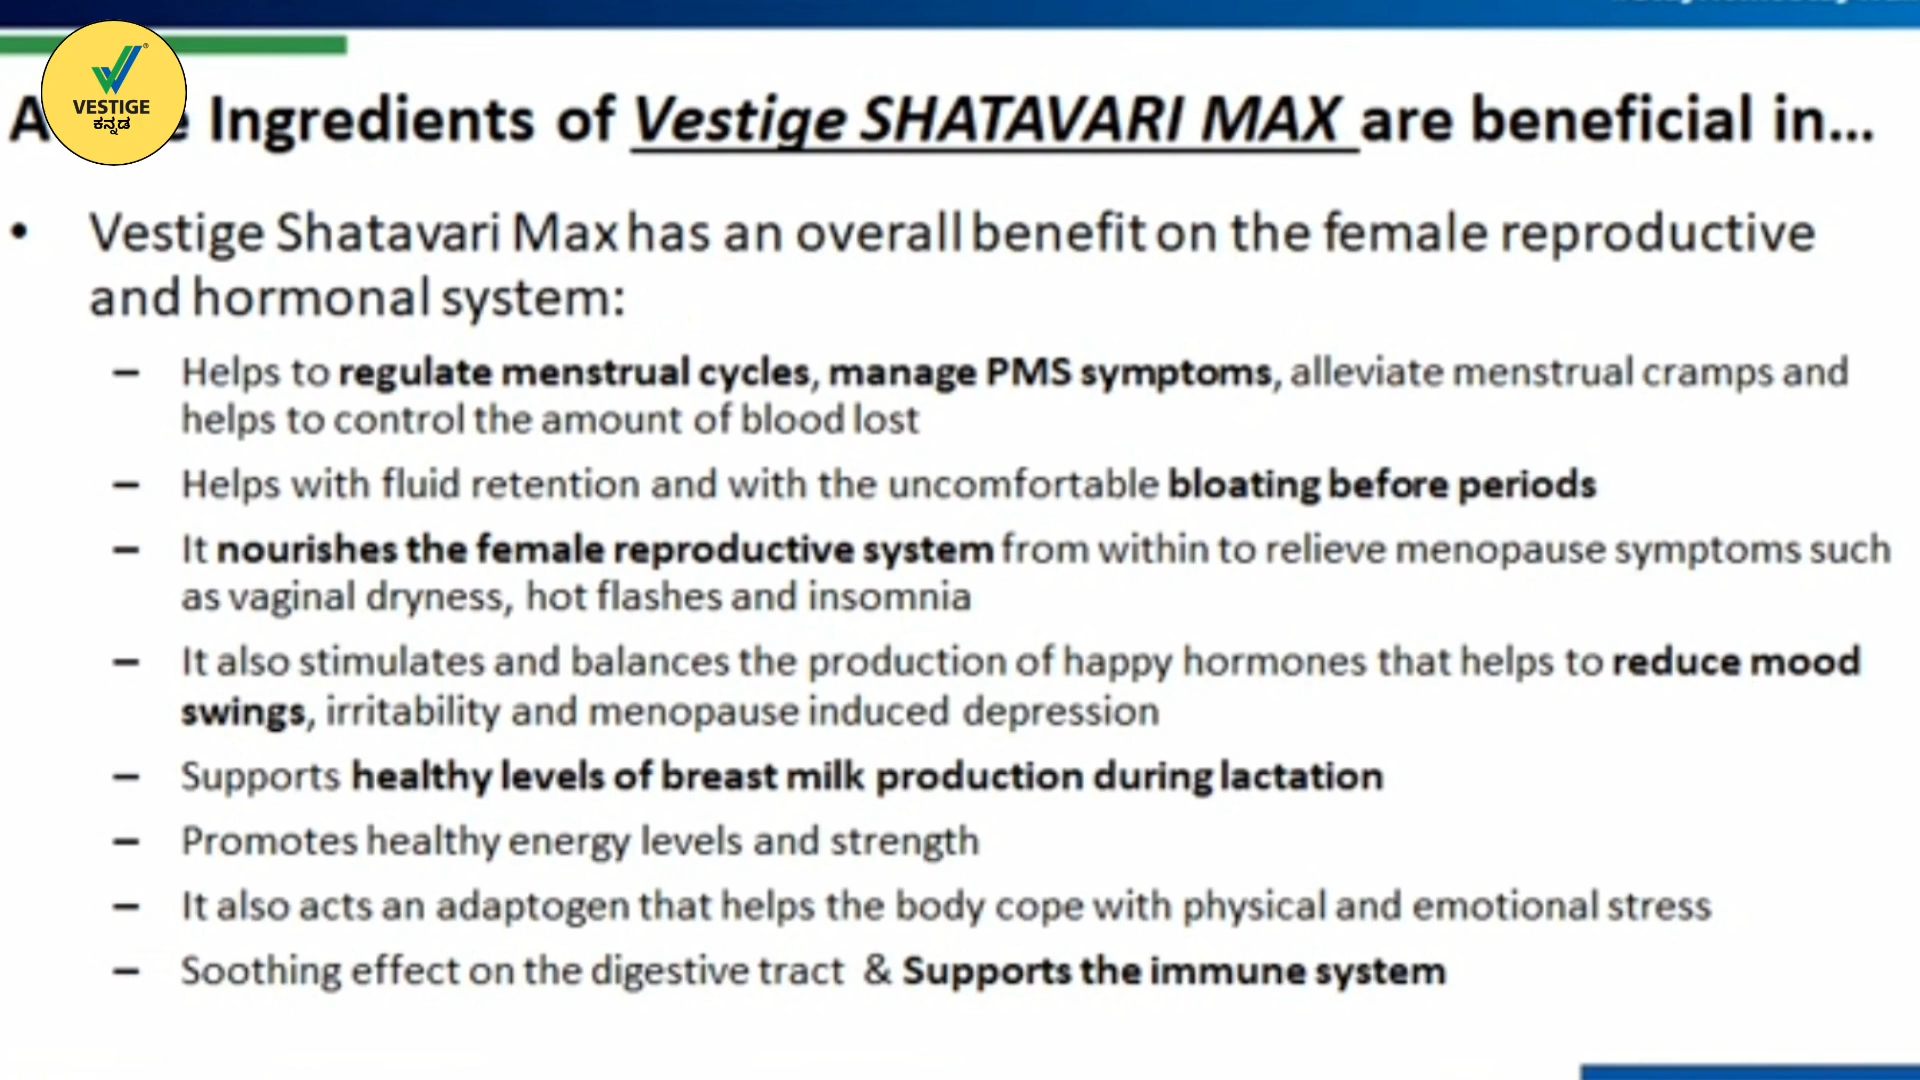 VESTIGE
ಕನ್ನಡ
Ingredients of Vestige SHATAVARI MAX are beneficial in...
• Vestige Shatavari Max has an overall benefit on the female reproductive
and hormonal system:
– Helps to regulate menstrual cycles, manage PMS symptoms, alleviate menstrual cramps and
helps to control the amount of blood lost
– Helps with fluid retention and with the uncomfortable bloating before periods
– It nourishes the female reproductive system from within to relieve menopause symptoms such
as vaginal dryness, hot flashes and insomnia
– It also stimulates and balances the production of happy hormones that helps to reduce mood
swings, irritability and menopause induced depression
– Supports healthy levels of breast milk production during lactation
– Promotes healthy energy levels and strength
– It also acts an adaptogen that helps the body cope with physical and emotional stress
– Soothing effect on the digestive tract & Supports the immune system